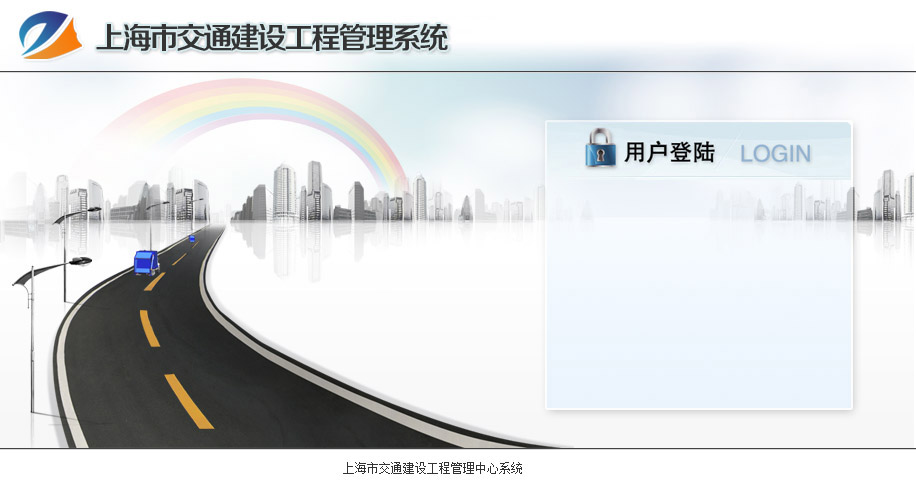 上海市交通建设工程管理系统
用户登陆 LOGIN
上海市交通建设工程管理中心系统